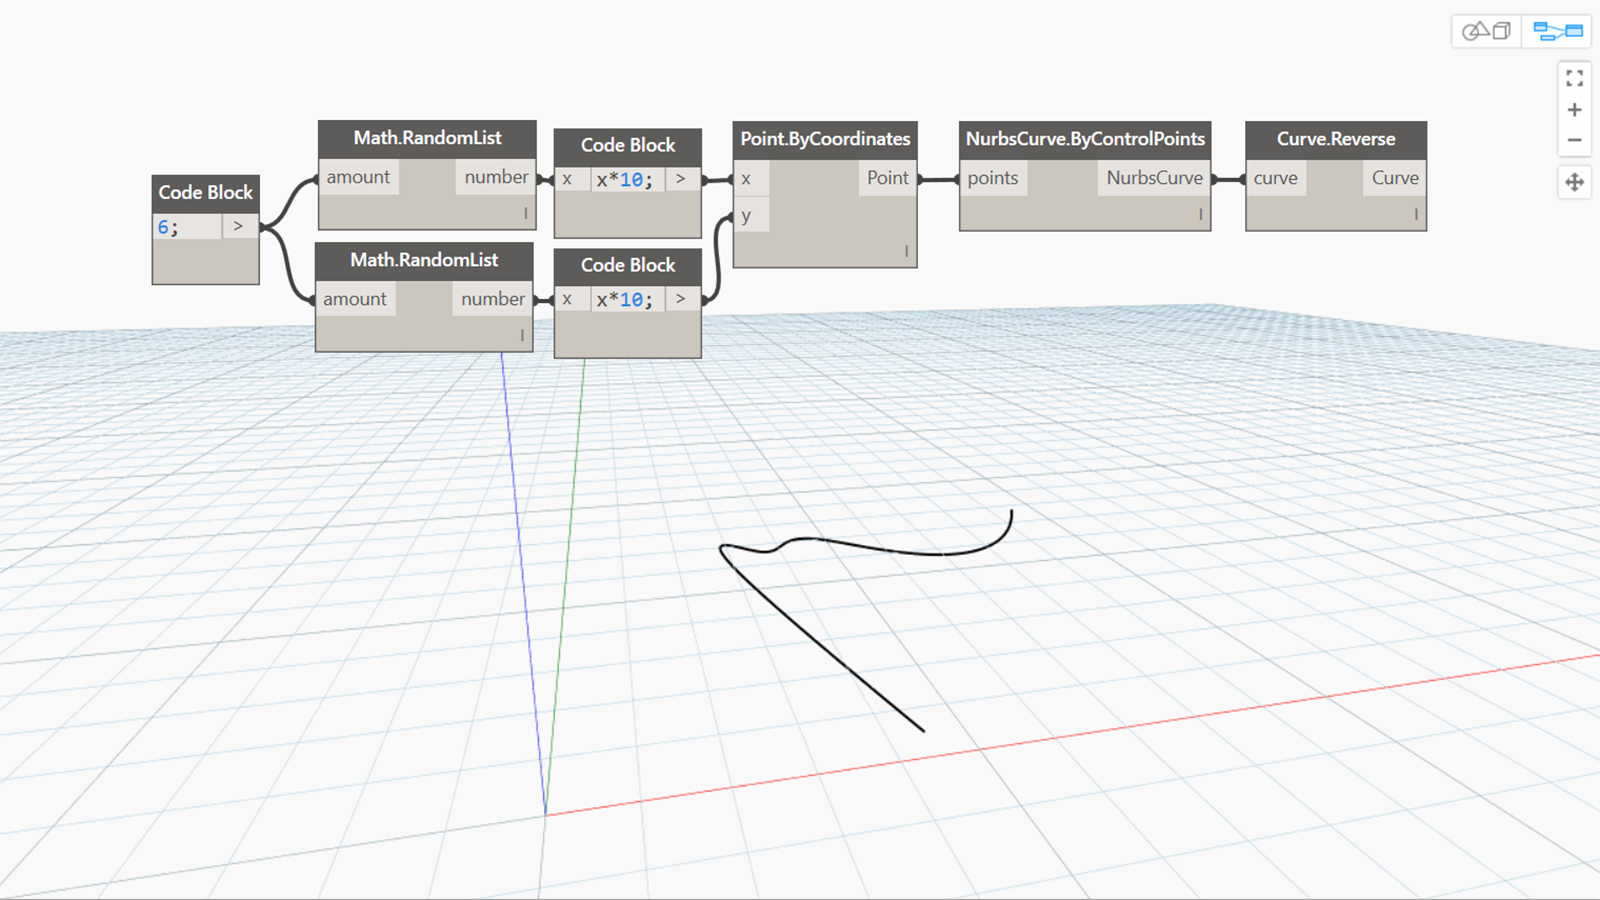 Code Block
6; >
Math.RandomList
amount number
Math.RandomList
amount number
Code Block
x x*10; >
Code Block
x x*10; >
Point.ByCoordinates
x Point
y
NurbsCurve.ByControlPoints
points NurbsCurve
Curve.Reverse
curve Curve